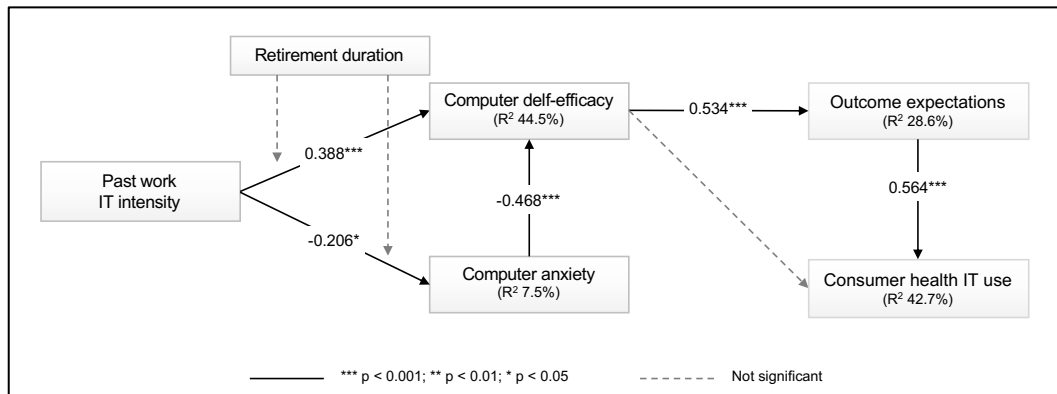 Retirement duration
Computer delf-efficacy
(R² 44.5%)
0.534***
Outcome expectations
(R² 28.6%)
0.388***
Past work
IT intensity
-0.468***
0.564***
-0.206*
Computer anxiety
(R² 7.5%)
Consumer health IT use
(R² 42.7%)
*** p < 0.001; ** p < 0.01; * p < 0.05
Not significant